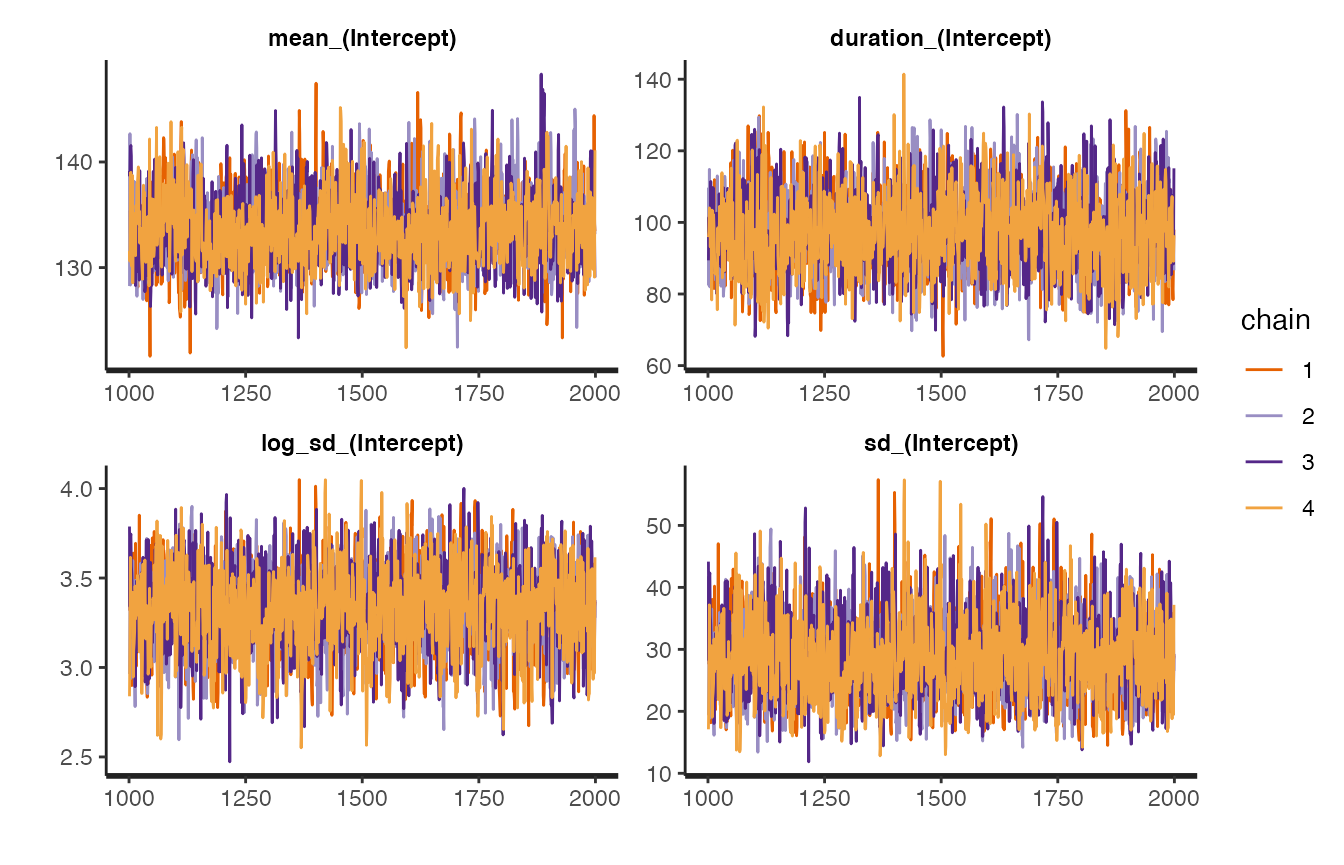 mean_(Intercept)
duration_(Intercept)
140
130
1000 1250 1500 1750 2000
140
120
100
80
60
1000 1250 1500 1750 2000
log_sd_(Intercept)
sd_(Intercept)
4.0
3.5
3.0
2.5
1000 1250 1500 1750 2000
50
40
30
20
10
1000 1250 1500 1750 2000
chain
1
2
3
4